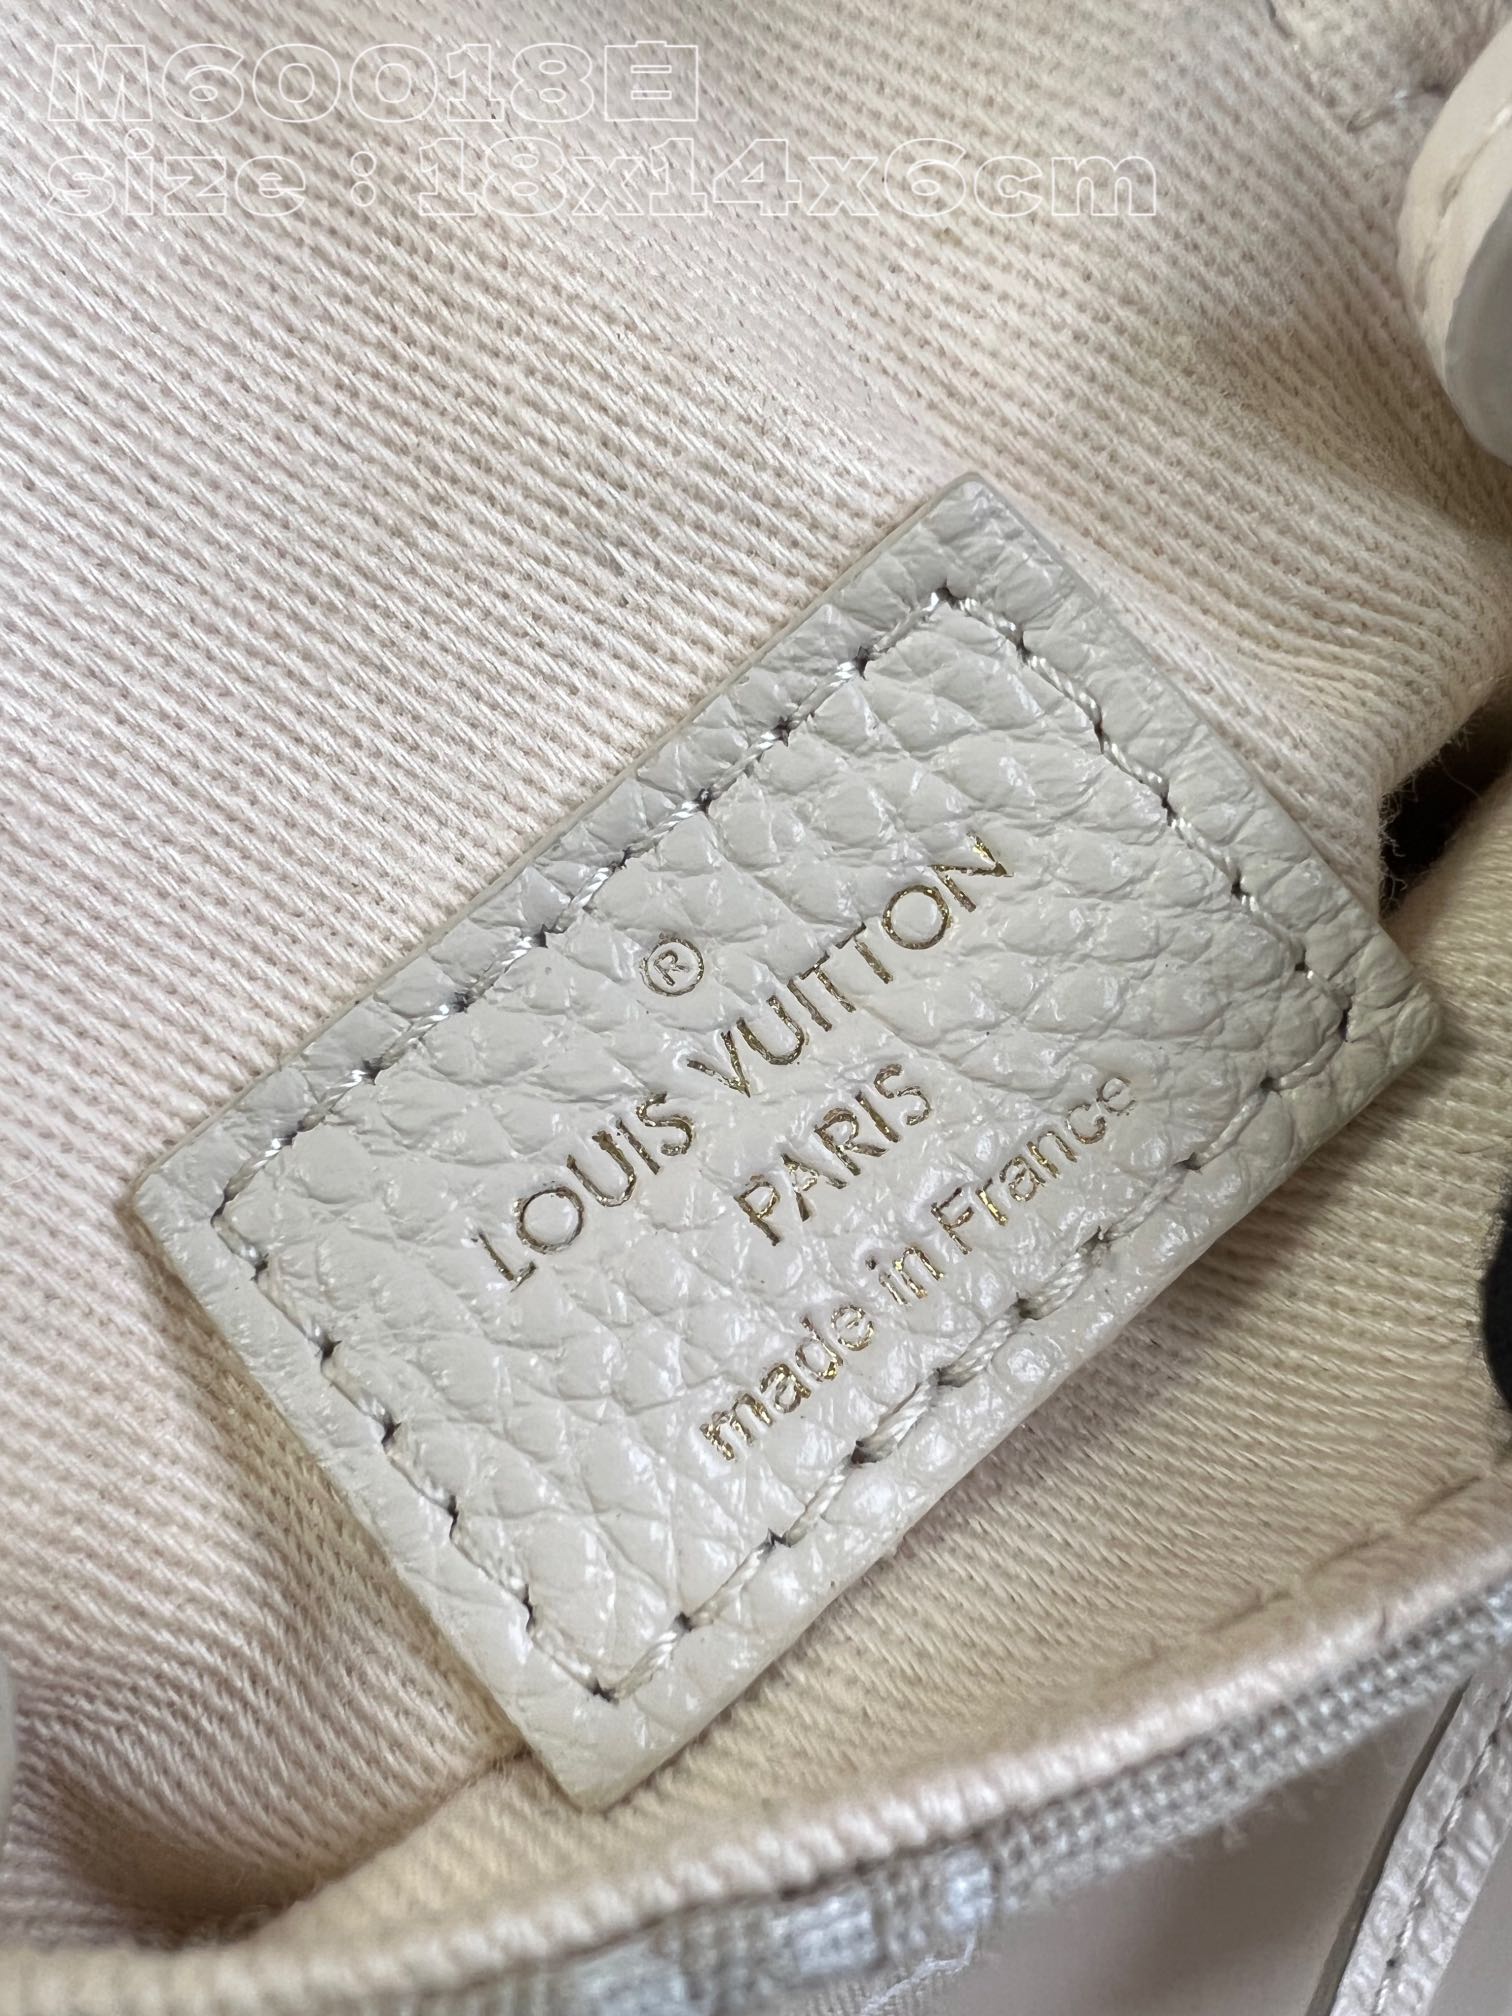 M60018白
size : 18x14x6cm
®
LOUIS VUITTON
PARIS
made in France